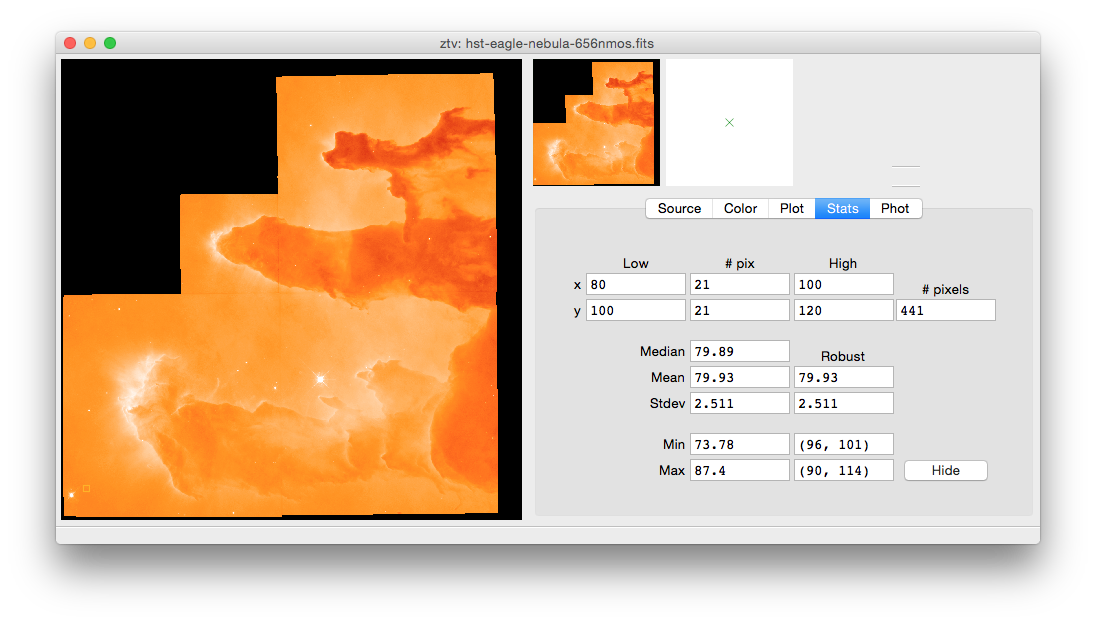 ztv: hst-eagle-nebula-656nmos.fits
Source Color Plot Stats Phot
Low # pix High
x 80 21 100 # pixels
y 100 21 120 441
Median 79.89 Robust
Mean 79.93 79.93
Stdev 2.511 2.511
Min 73.78 (96, 101)
Max 87.4 (90, 114) Hide